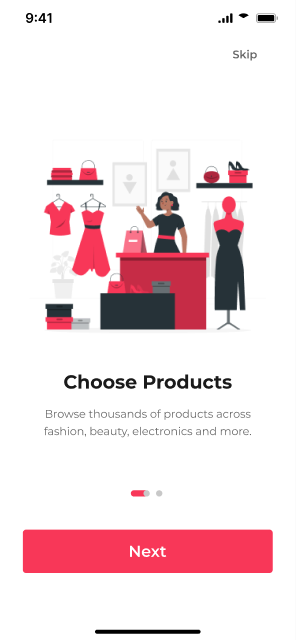 9:41
Skip
Choose Products
Browse thousands of products across
fashion, beauty, electronics and more.
Next